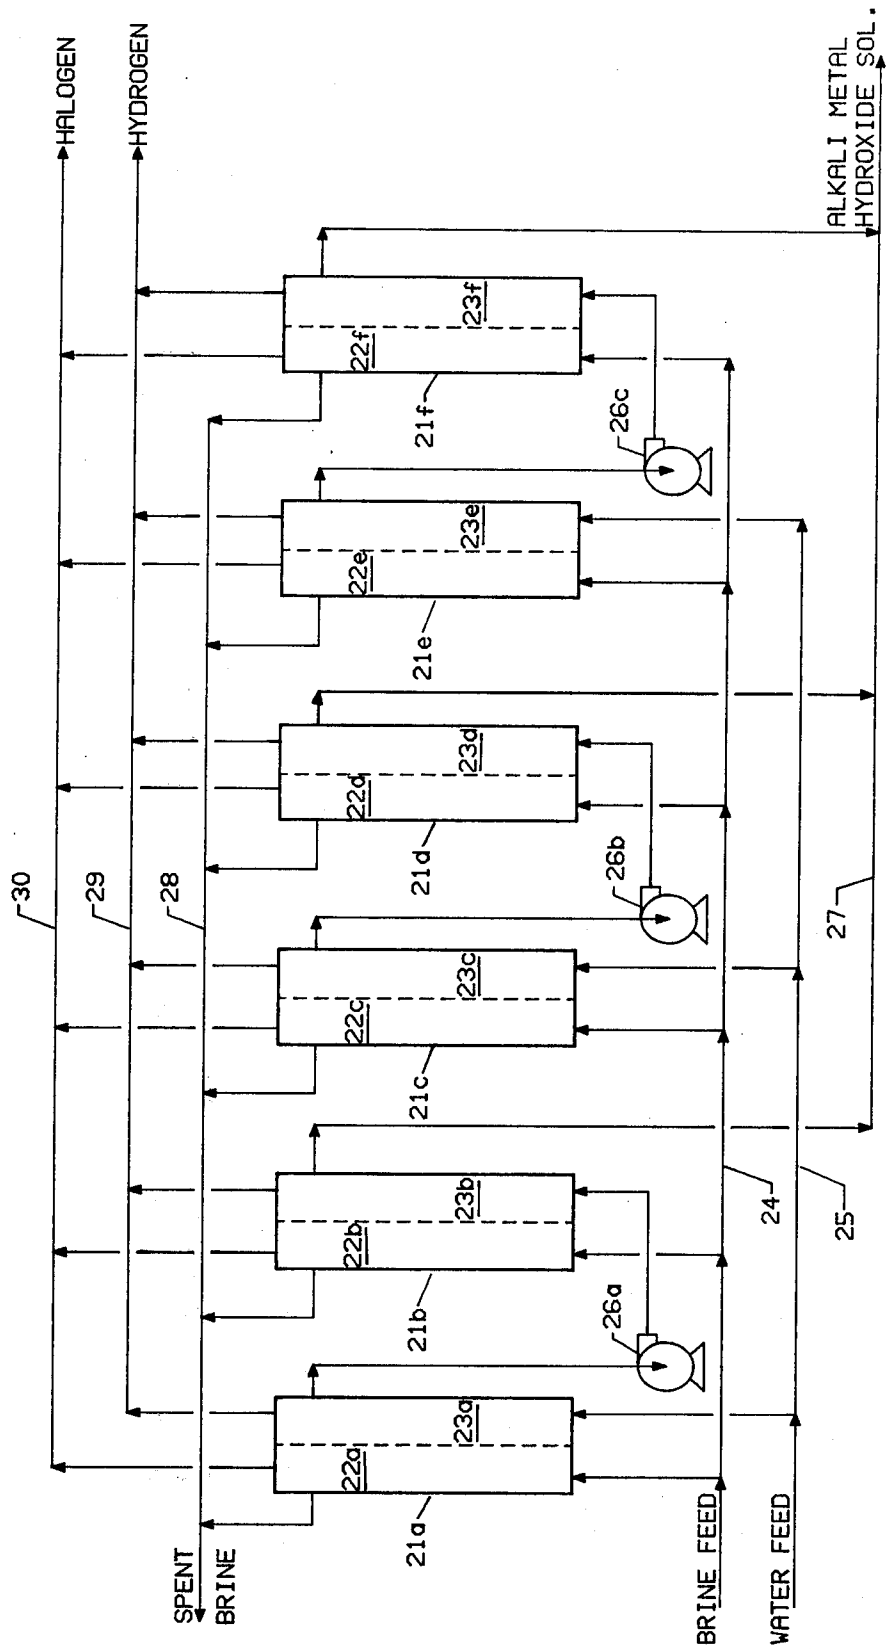 HALOGEN
HYDROGEN
30
29
28
SPENT
BRINE
22a
23a
22b
23b
22c
23c
22d
23d
22e
23e
22f
23f
21a
21b
21c
21d
21e
21f
26a
26b
26c
BRINE FEED
24
WATER FEED
25
27
ALKALI METAL
HYDROXIDE SOL.